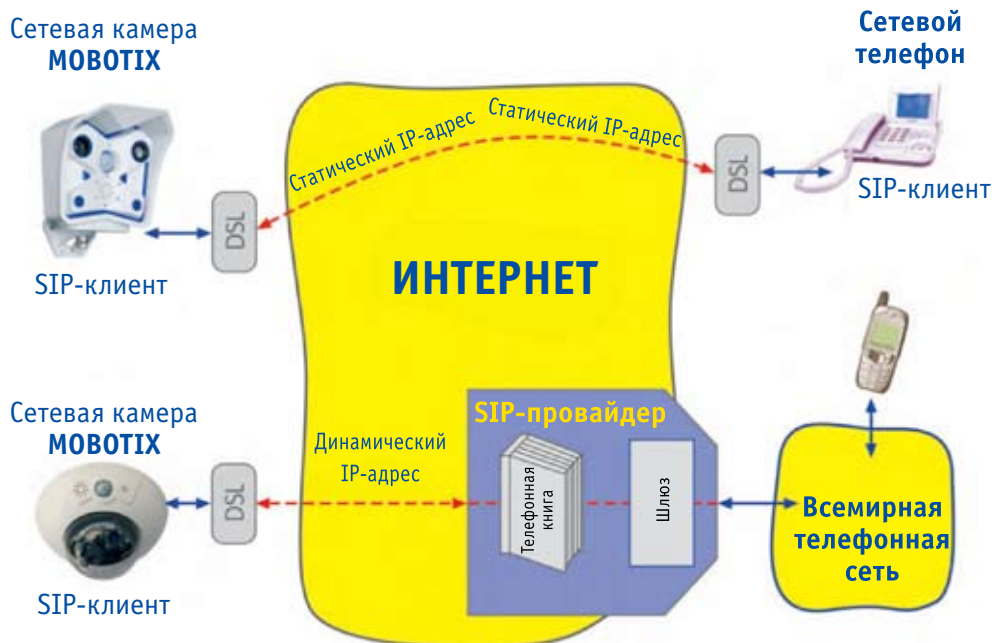 Сетевая камера
MOBOTIX
SIP-клиент
DSL
Статический IP-адрес
Статический IP-адрес
DSL
Сетевой
телефон
SIP-клиент
ИНТЕРНЕТ
Сетевая камера
MOBOTIX
SIP-клиент
DSL
Динамический
IP-адрес
SIP-провайдер
Телефонная
книга
Шлюз
Всемирная
телефонная
сеть